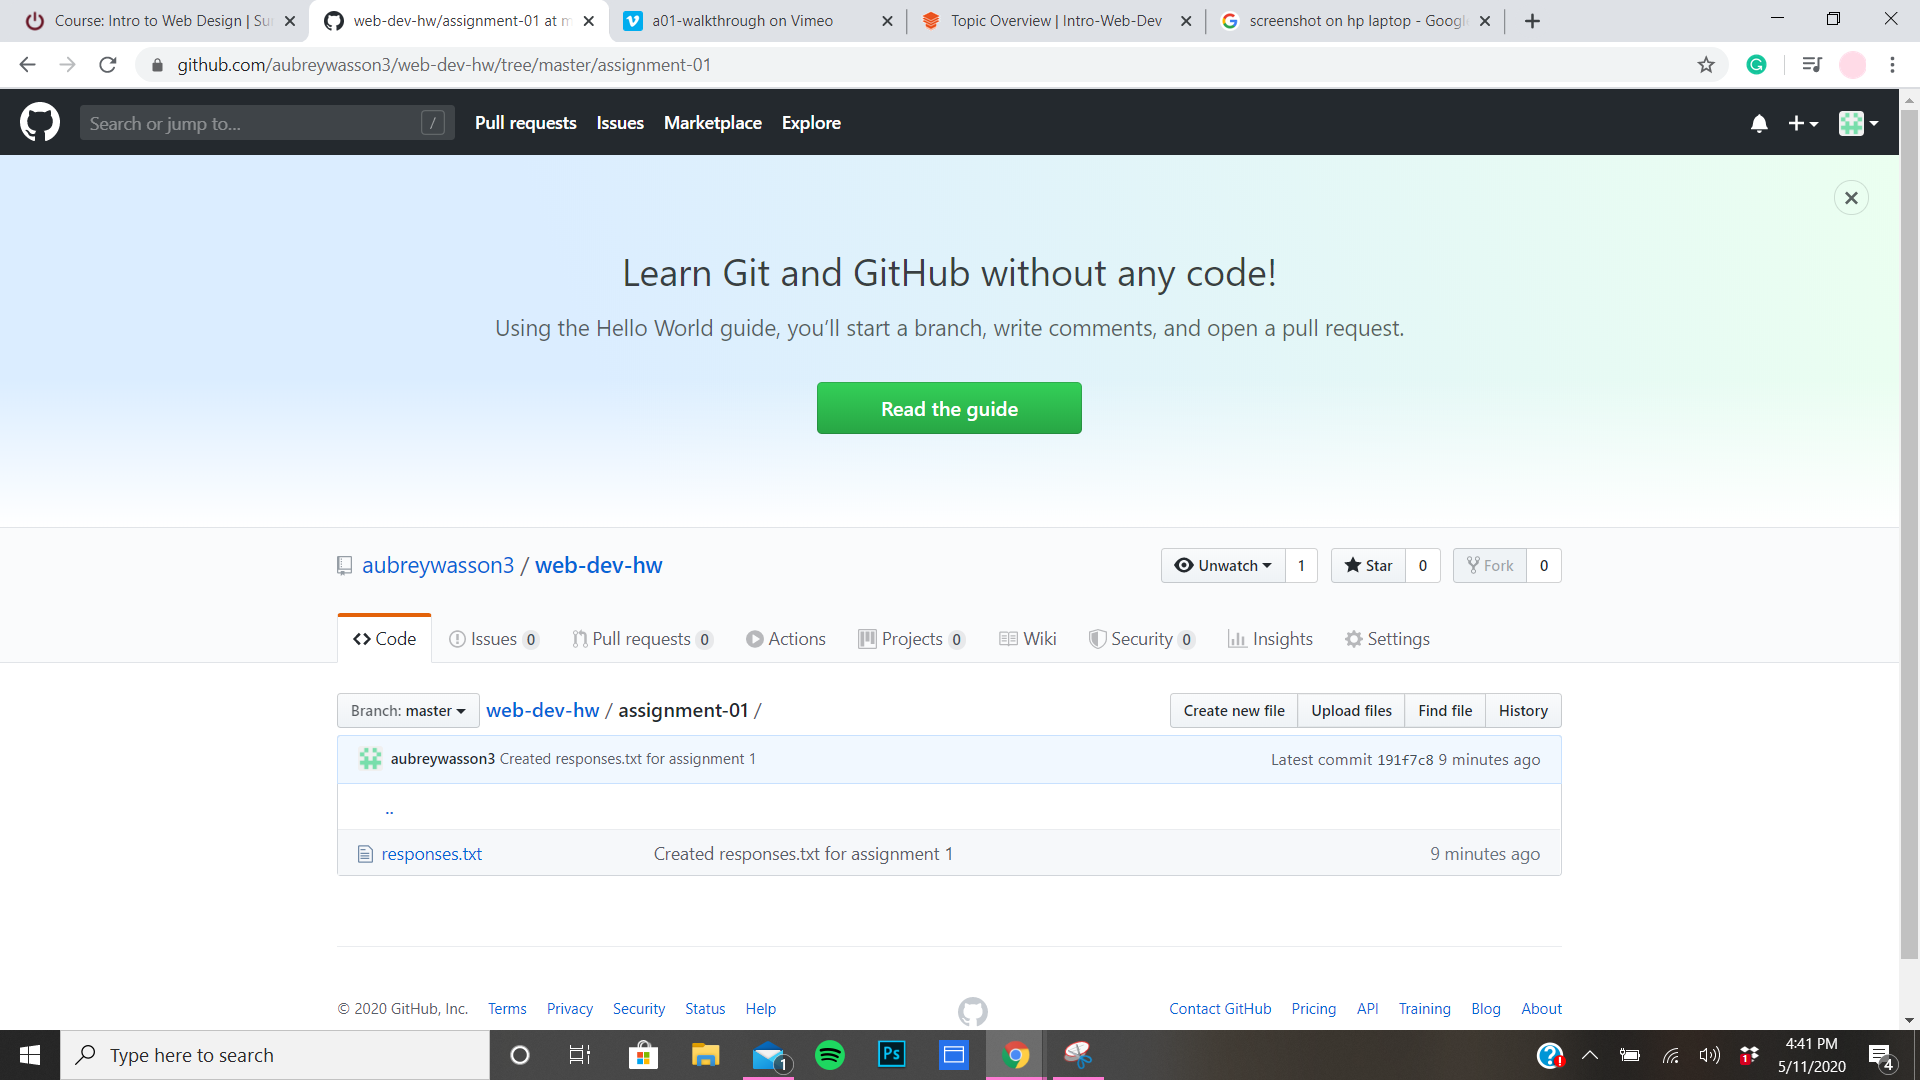 Course: Intro to Web Design | Su
web-dev-hw/assignment-01 at m
a01-walkthrough on Vimeo
Topic Overview | Intro-Web-Dev
screenshot on hp laptop - Googl
github.com/aubreywasson3/web-dev-hw/tree/master/assignment-01
Search or jump to...
/
Pull requests
Issues
Marketplace
Explore
Learn Git and GitHub without any code!
Using the Hello World guide, you’ll start a branch, write comments, and open a pull request.
Read the guide
aubreywasson3 / web-dev-hw
Unwatch 1
Star 0
Fork 0
Code
Issues 0
Pull requests 0
Actions
Projects 0
Wiki
Security 0
Insights
Settings
Branch: master
web-dev-hw / assignment-01 /
Create new file
Upload files
Find file
History
aubreywasson3 Created responses.txt for assignment 1
Latest commit 191f7c8 9 minutes ago
..
responses.txt
Created responses.txt for assignment 1
9 minutes ago
© 2020 GitHub, Inc.
Terms
Privacy
Security
Status
Help
Contact GitHub
Pricing
API
Training
Blog
About
Type here to search
1
Ps
1
4:41 PM
5/11/2020
4